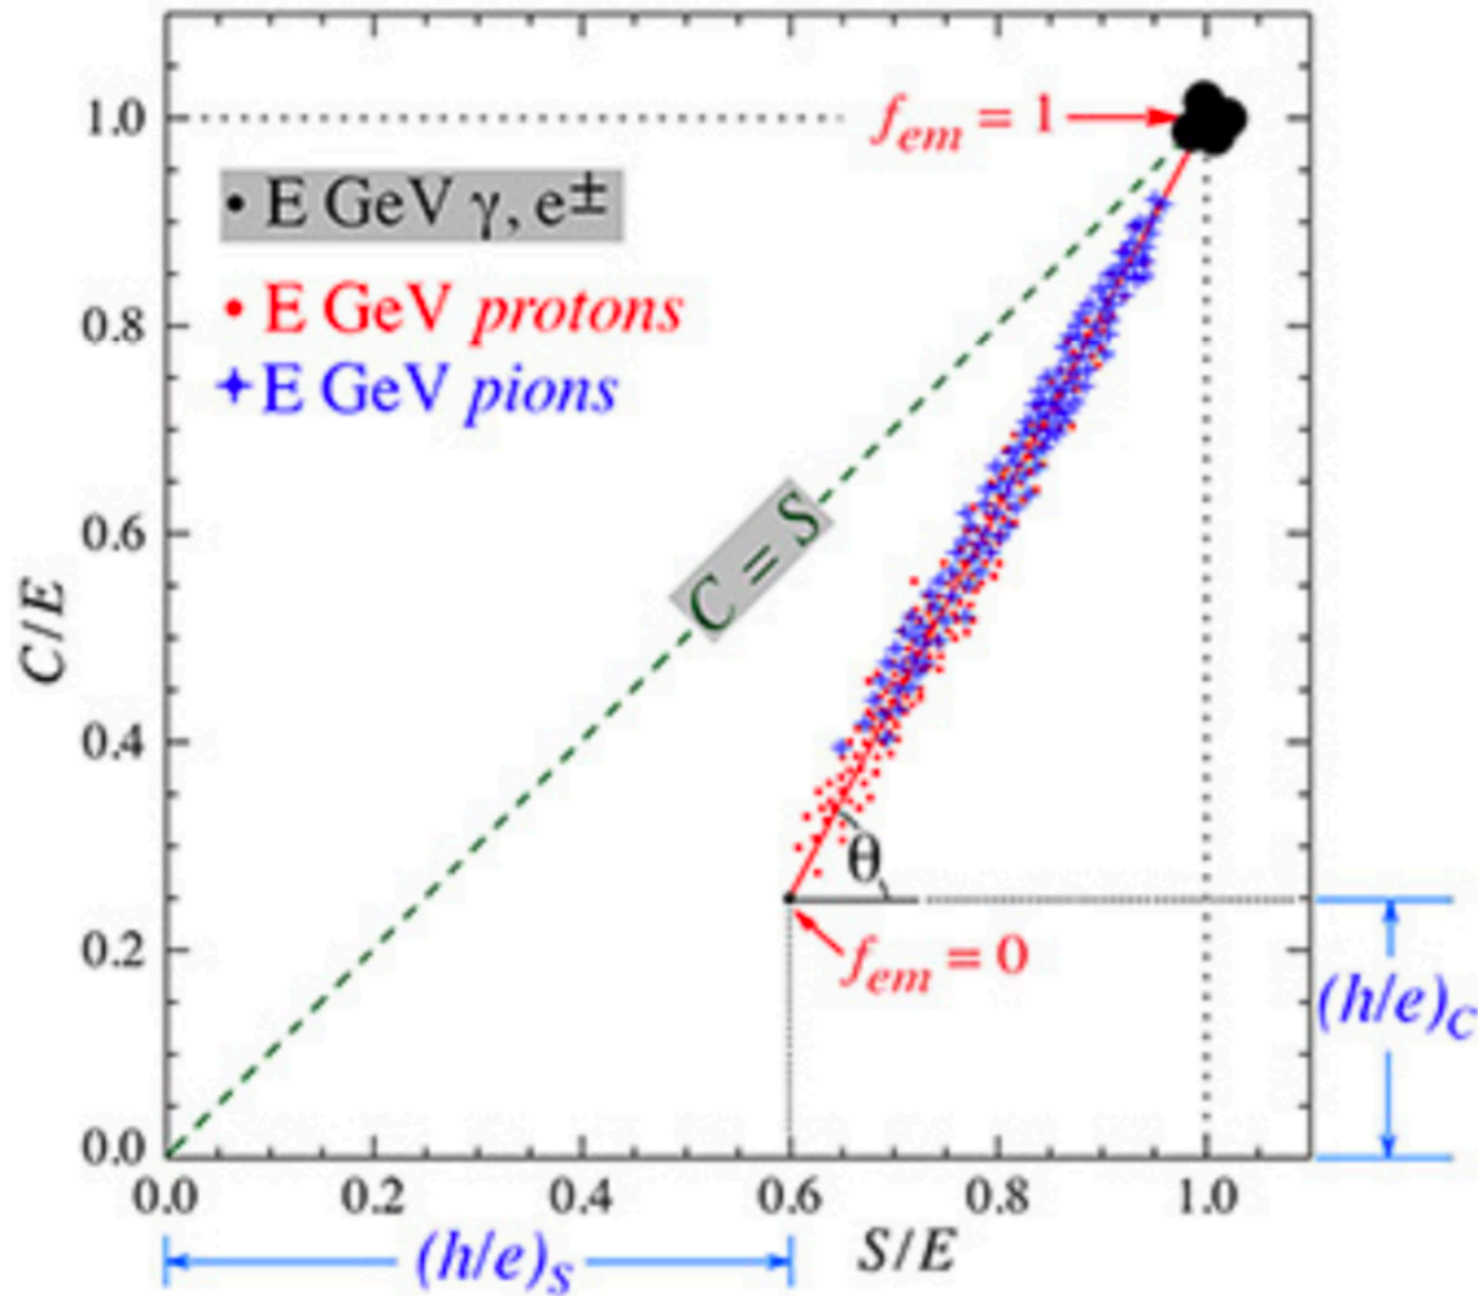 1.0
f_em = 1
• E GeV γ, e±
• E GeV protons
E GeV pions
0.8
C = S
0.6
C/E
0.4
θ
0.2
f_em = 0
(h/e)_C
0.0
0.0 0.2 0.4 0.6 0.8 1.0
(h/e)_S
S/E